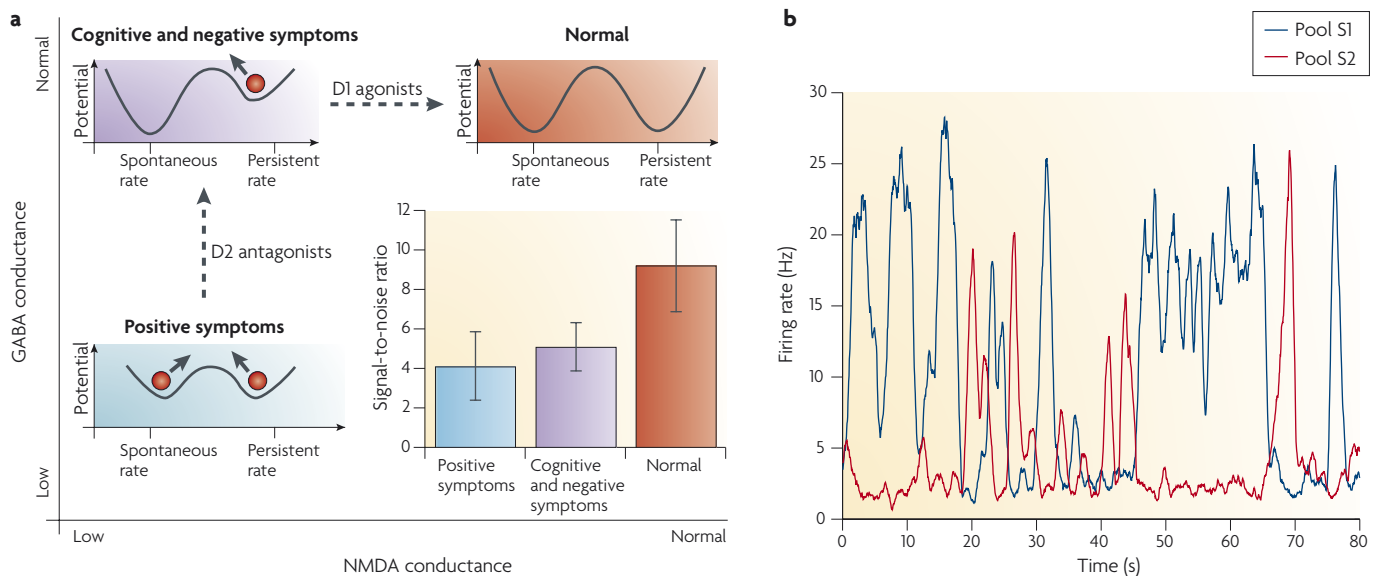 a
Cognitive and negative symptoms
Normal
Potential
Spontaneous
rate
Persistent
rate
D1 agonists
Normal
Potential
Spontaneous
rate
Persistent
rate
D2 antagonists
Positive symptoms
Potential
Spontaneous
rate
Persistent
rate
GABA conductance
Low
Signal-to-noise ratio
12
10
8
6
4
2
0
Positive
symptoms
Cognitive
and negative
symptoms
Normal
Low
Normal
NMDA conductance
b
Pool S1
Pool S2
Firing rate (Hz)
30
25
20
15
10
5
0
0 10 20 30 40 50 60 70 80
Time (s)